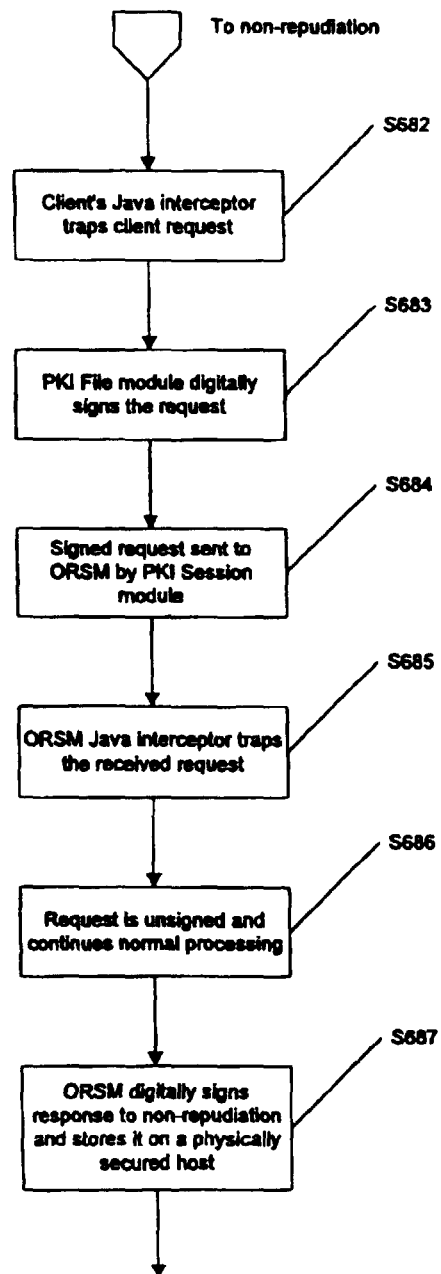 To non-repudiation
S682
Client's Java interceptor
traps client request
S683
PKI File module digitally
signs the request
S684
Signed request sent to
ORSM by PKI Session
module
S685
ORSM Java interceptor traps
the received request
S686
Request is unsigned and
continues normal processing
S687
ORSM digitally signs
response to non-repudiation
and stores it on a physically
secured host